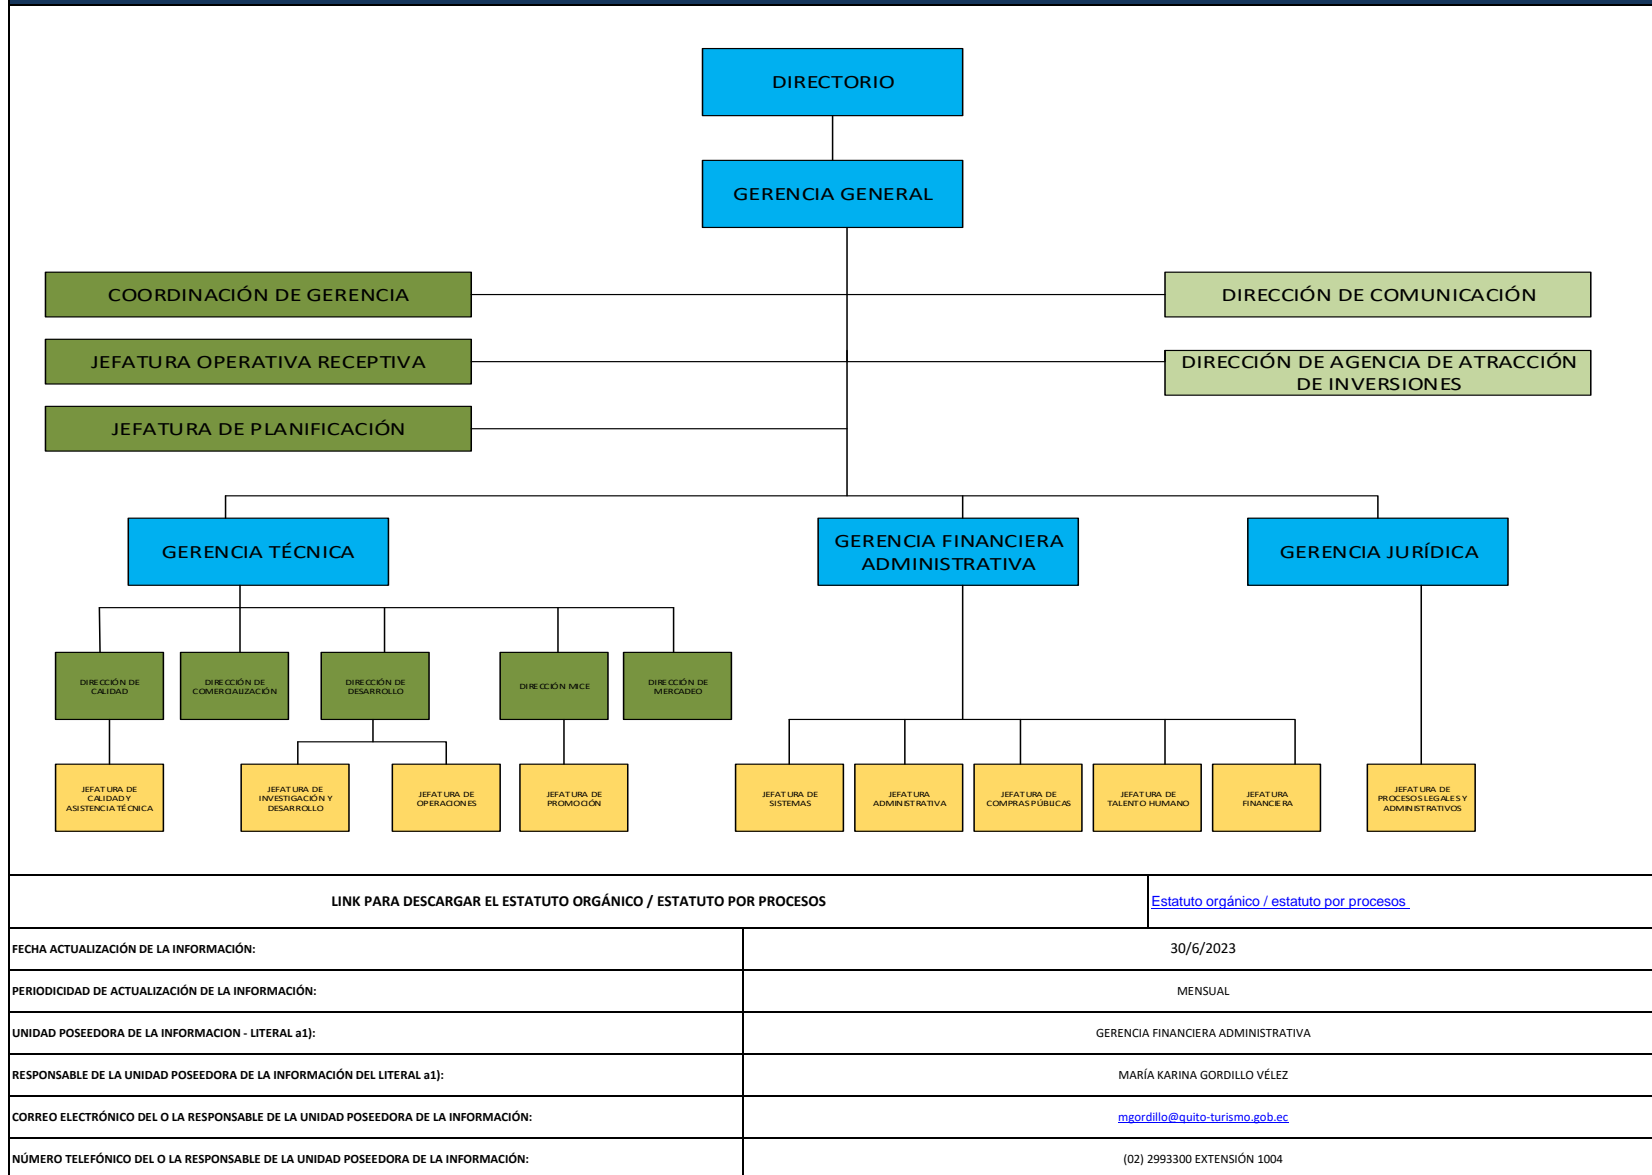 DIRECTORIO
GERENCIA GENERAL
COORDINACIÓN DE GERENCIA
DIRECCIÓN DE COMUNICACIÓN
JEFATURA OPERATIVA RECEPTIVA
DIRECCIÓN DE AGENCIA DE ATRACCIÓN
DE INVERSIONES
JEFATURA DE PLANIFICACIÓN
GERENCIA TÉCNICA
GERENCIA FINANCIERA
ADMINISTRATIVA
GERENCIA JURÍDICA
DIRECCIÓN DE
CALIDAD
DIRECCIÓN DE
COMERCIALIZACIÓN
DIRECCIÓN DE
DESARROLLO
DIRECCIÓN MICE
DIRECCIÓN DE
MERCADEO
JEFATURA DE
CALIDAD Y
ASISTENCIA TÉCNICA
JEFATURA DE
INVESTIGACIÓN Y
DESARROLLO
JEFATURA DE
OPERACIONES
JEFATURA DE
PROMOCIÓN
JEFATURA DE
SISTEMAS
JEFATURA
ADMINISTRATIVA
JEFATURA DE
COMPRAS PÚBLICAS
JEFATURA DE
TALENTO HUMANO
JEFATURA
FINANCIERA
JEFATURA DE
PROCESOS LEGALES Y
ADMINISTRATIVOS
LINK PARA DESCARGAR EL ESTATUTO ORGÁNICO / ESTATUTO POR PROCESOS
Estatuto orgánico / estatuto por procesos
FECHA ACTUALIZACIÓN DE LA INFORMACIÓN:
30/6/2023
PERIODICIDAD DE ACTUALIZACIÓN DE LA INFORMACIÓN:
MENSUAL
UNIDAD POSEEDORA DE LA INFORMACION - LITERAL a1):
GERENCIA FINANCIERA ADMINISTRATIVA
RESPONSABLE DE LA UNIDAD POSEEDORA DE LA INFORMACIÓN DEL LITERAL a1):
MARÍA KARINA GORDILLO VÉLEZ
CORREO ELECTRÓNICO DEL O LA RESPONSABLE DE LA UNIDAD POSEEDORA DE LA INFORMACIÓN:
mgordillo@quito-turismo.gob.ec
NÚMERO TELEFÓNICO DEL O LA RESPONSABLE DE LA UNIDAD POSEEDORA DE LA INFORMACIÓN:
(02) 2993300 EXTENSIÓN 1004